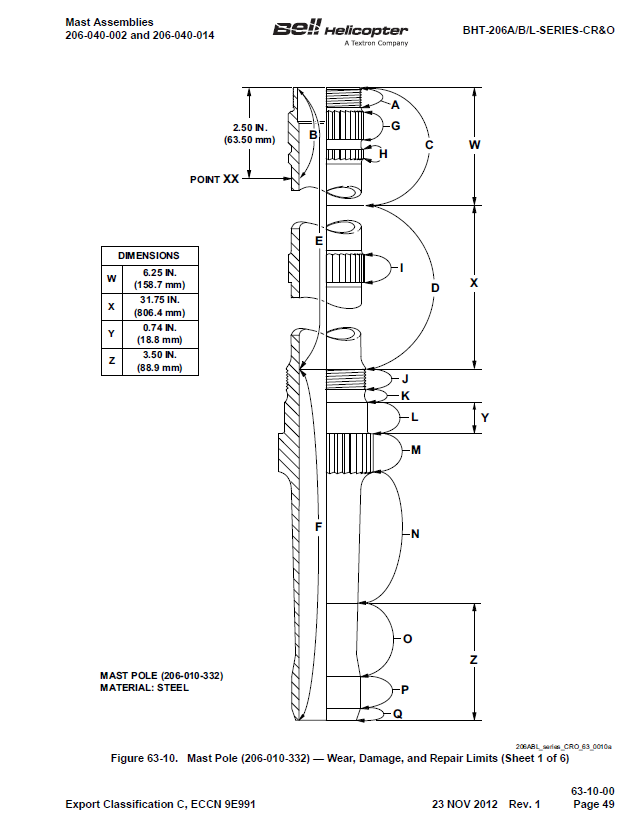 Mast Assemblies
206-040-002 and 206-040-014
Bell Helicopter
A Textron Company
BHT-206A/B/L-SERIES-CR&O
2.50 IN.
(63.50 mm)
POINT XX
A
G
B
H
C
W
E
I
D
X
DIMENSIONS
W 6.25 IN. (158.7 mm)
X 31.75 IN. (806.4 mm)
Y 0.74 IN. (18.8 mm)
Z 3.50 IN. (88.9 mm)
J
K
L
Y
M
F
N
O
Z
P
Q
MAST POLE (206-010-332)
MATERIAL: STEEL
206ABL_series_CRO_63_0010a
Figure 63-10. Mast Pole (206-010-332) — Wear, Damage, and Repair Limits (Sheet 1 of 6)
63-10-00
Export Classification C, ECCN 9E991
23 NOV 2012 Rev. 1 Page 49